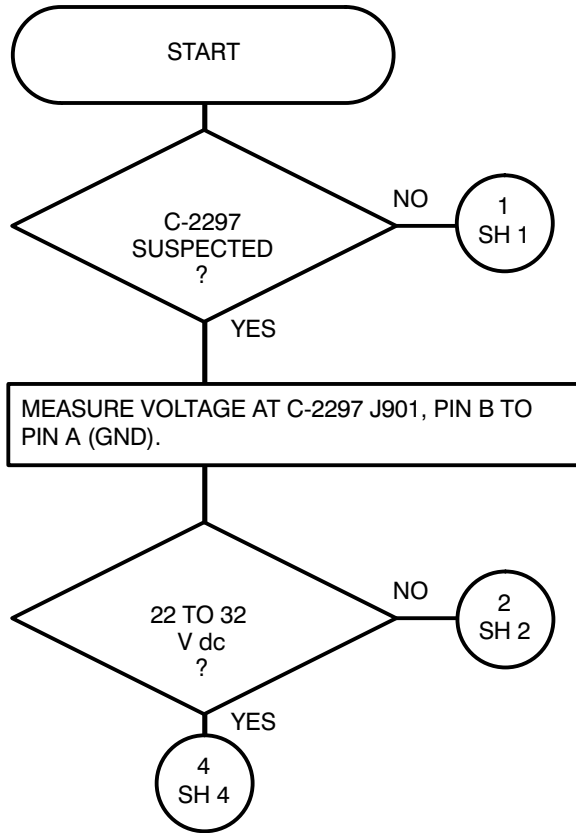 START
C-2297
SUSPECTED
?
NO
1
SH 1
YES
MEASURE VOLTAGE AT C-2297 J901, PIN B TO
PIN A (GND).
22 TO 32
V dc
?
NO
2
SH 2
YES
4
SH 4